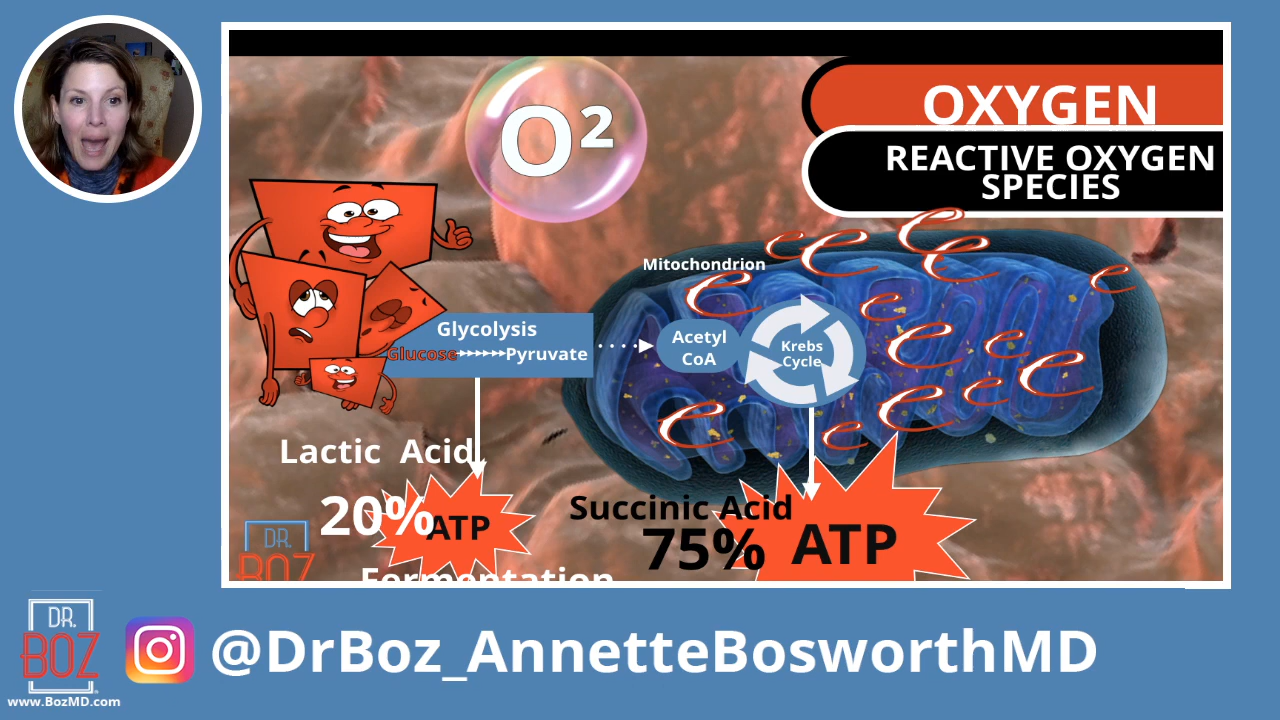 O²
OXYGEN
REACTIVE OXYGEN
SPECIES
Mitochondrion
Glycolysis
Glucose Pyruvate
Acetyl
CoA
Krebs
Cycle
Lactic Acid
20%
ATP
Fermentation
Succinic Acid
75%
ATP
DR.
BOZ
e e e e e e e e e e e e e e e e
DR.
BOZ
@DrBoz_AnnetteBosworthMD
www.BozMD.com